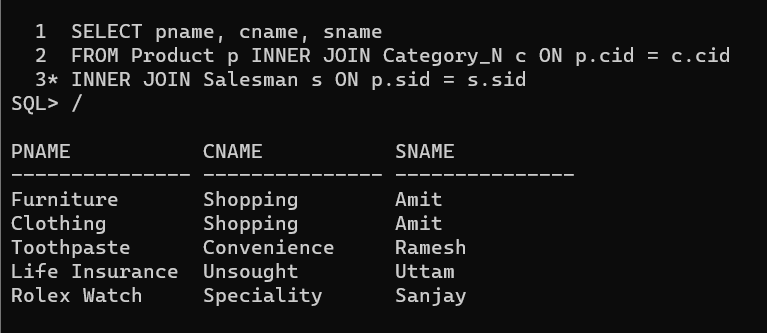 1  SELECT pname, cname, sname
2  FROM Product p INNER JOIN Category_N c ON p.cid = c.cid
3* INNER JOIN Salesman s ON p.sid = s.sid
SQL> /
PNAME           CNAME           SNAME
--------------- --------------- ---------------
Furniture       Shopping        Amit
Clothing        Shopping        Amit
Toothpaste      Convenience     Ramesh
Life Insurance  Unsought        Uttam
Rolex Watch     Speciality      Sanjay